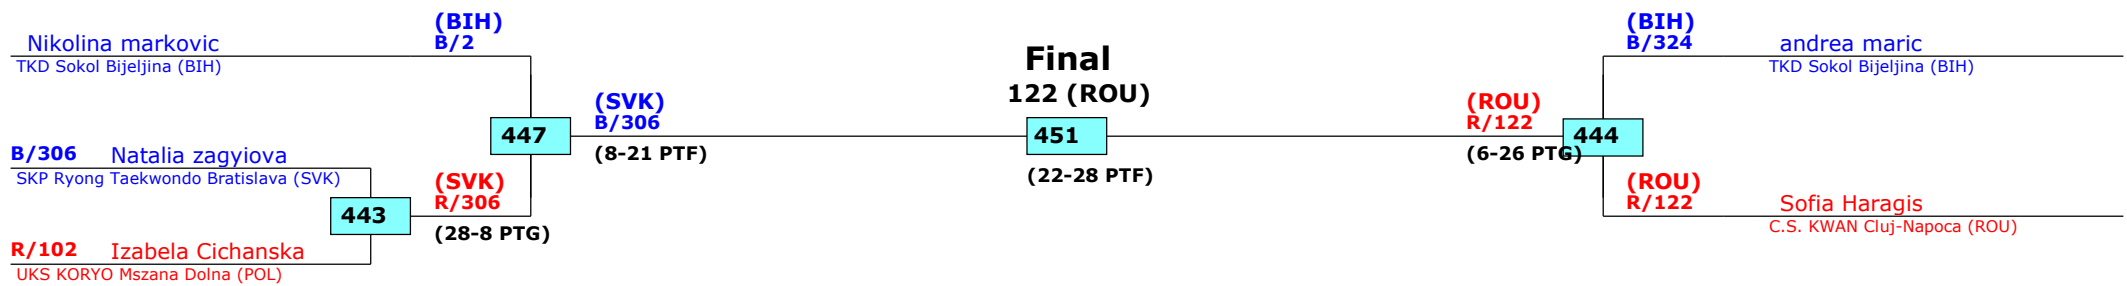 Nikolina markovic
TKD Sokol Bijeljina (BIH)
(BIH)
B/2
447
B/306 Natalia zagyiova
SKP Ryong Taekwondo Bratislava (SVK)
443
R/102 Izabela Cichanska
UKS KORYO Mszana Dolna (POL)
(SVK)
R/306
(28-8 PTG)
(SVK)
B/306
(8-21 PTF)
Final
122 (ROU)
451
(22-28 PTF)
(ROU)
R/122
(6-26 PTG)
444
(BIH)
B/324
andrea maric
TKD Sokol Bijeljina (BIH)
(ROU)
R/122
Sofia Haragis
C.S. KWAN Cluj-Napoca (ROU)